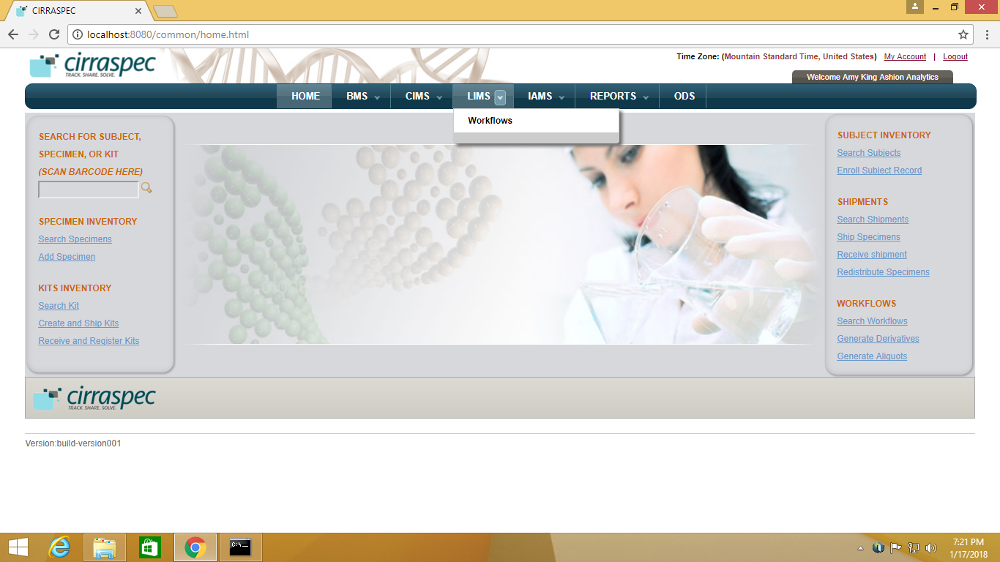 CIRRASPEC
localhost:8080/common/home.html
cirraspec
TRACK. SHARE. SOLVE.
Time Zone: (Mountain Standard Time, United States) My Account | Logout
Welcome Amy King Ashion Analytics
HOME BMS CIMS LIMS IAMS REPORTS ODS
Workflows
SEARCH FOR SUBJECT,
SPECIMEN, OR KIT
(SCAN BARCODE HERE)
SPECIMEN INVENTORY
Search Specimens
Add Specimen
KITS INVENTORY
Search Kit
Create and Ship Kits
Receive and Register Kits
SUBJECT INVENTORY
Search Subjects
Enroll Subject Record
SHIPMENTS
Search Shipments
Ship Specimens
Receive shipment
Redistribute Specimens
WORKFLOWS
Search Workflows
Generate Derivatives
Generate Aliquots
cirraspec
TRACK. SHARE. SOLVE.
Version:build-version001
7:21 PM
1/17/2018